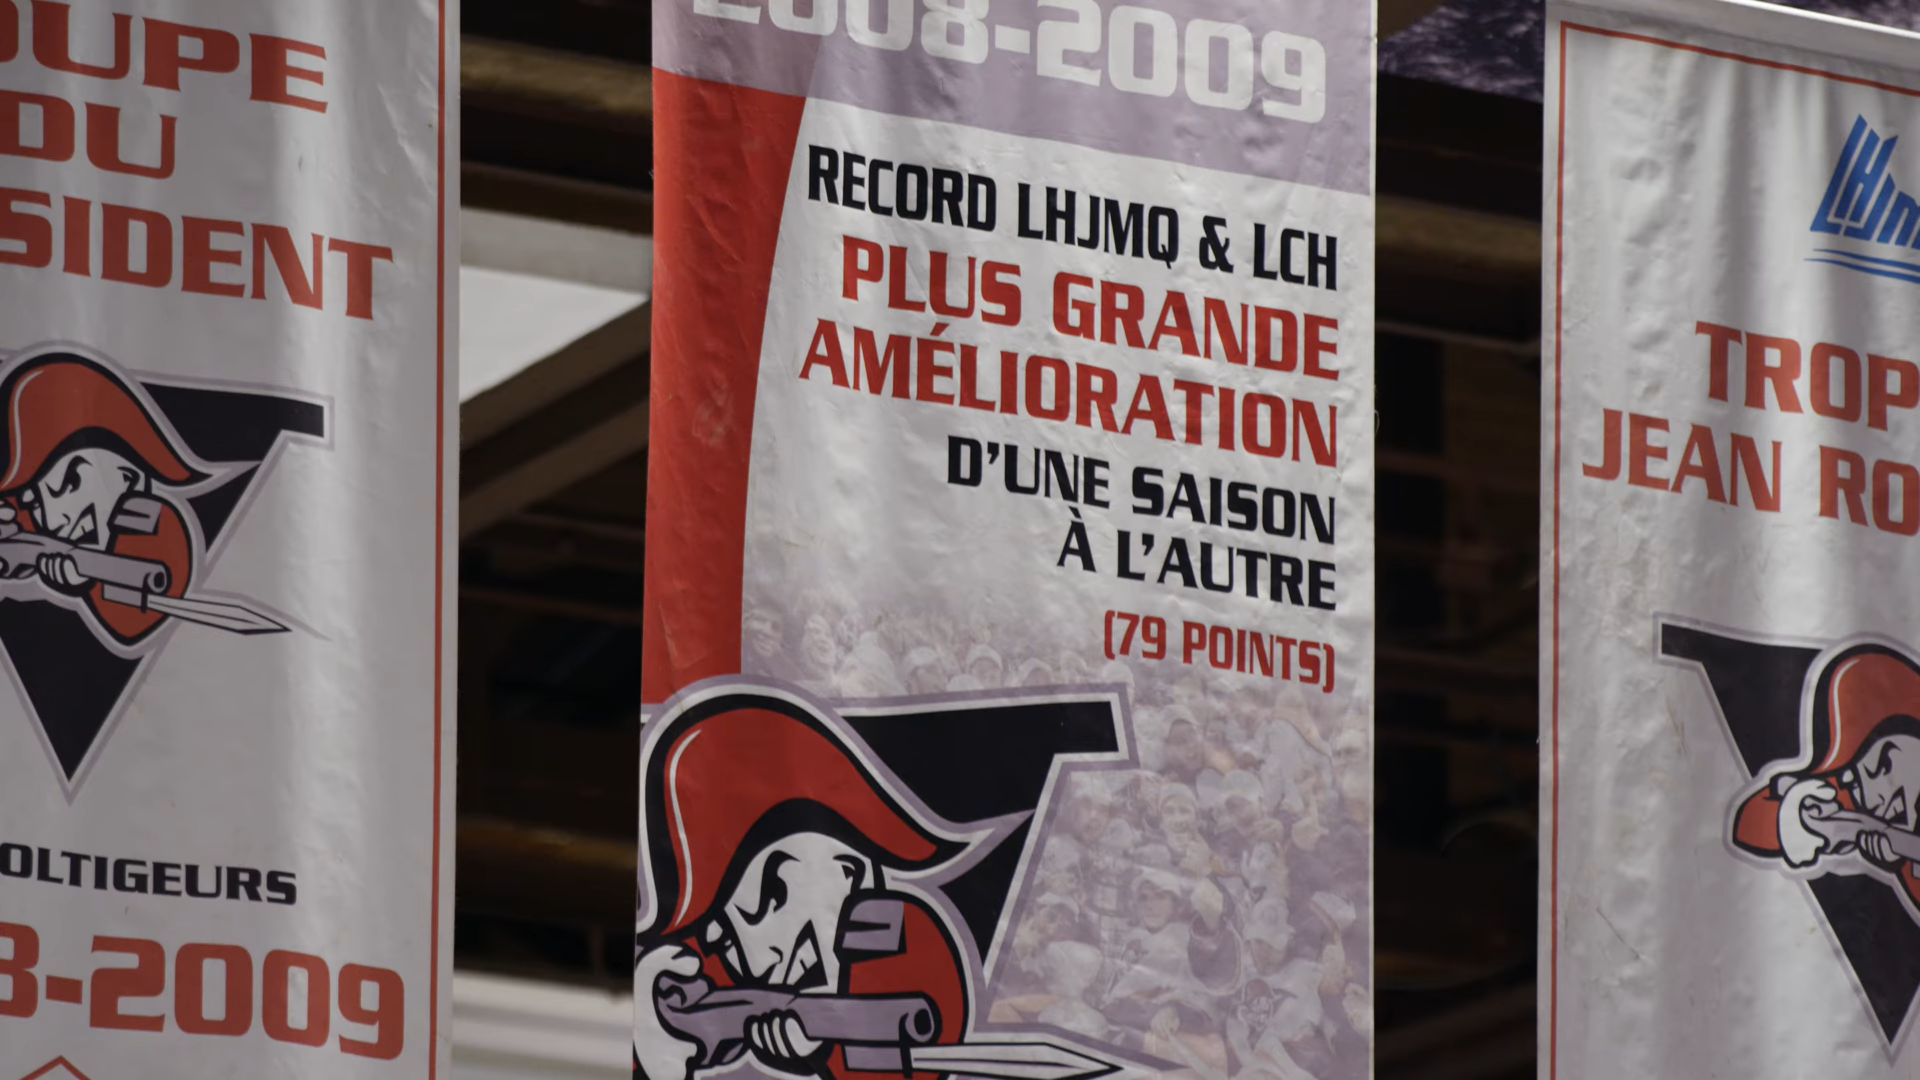 OUPE
DU
SIDENT
OLTIGEURS
8-2009
2008-2009
RECORD LHJMQ & LCH
PLUS GRANDE
AMÉLIORATION
D'UNE SAISON
À L'AUTRE
(79 POINTS)
LHJM
TROP
JEAN RO